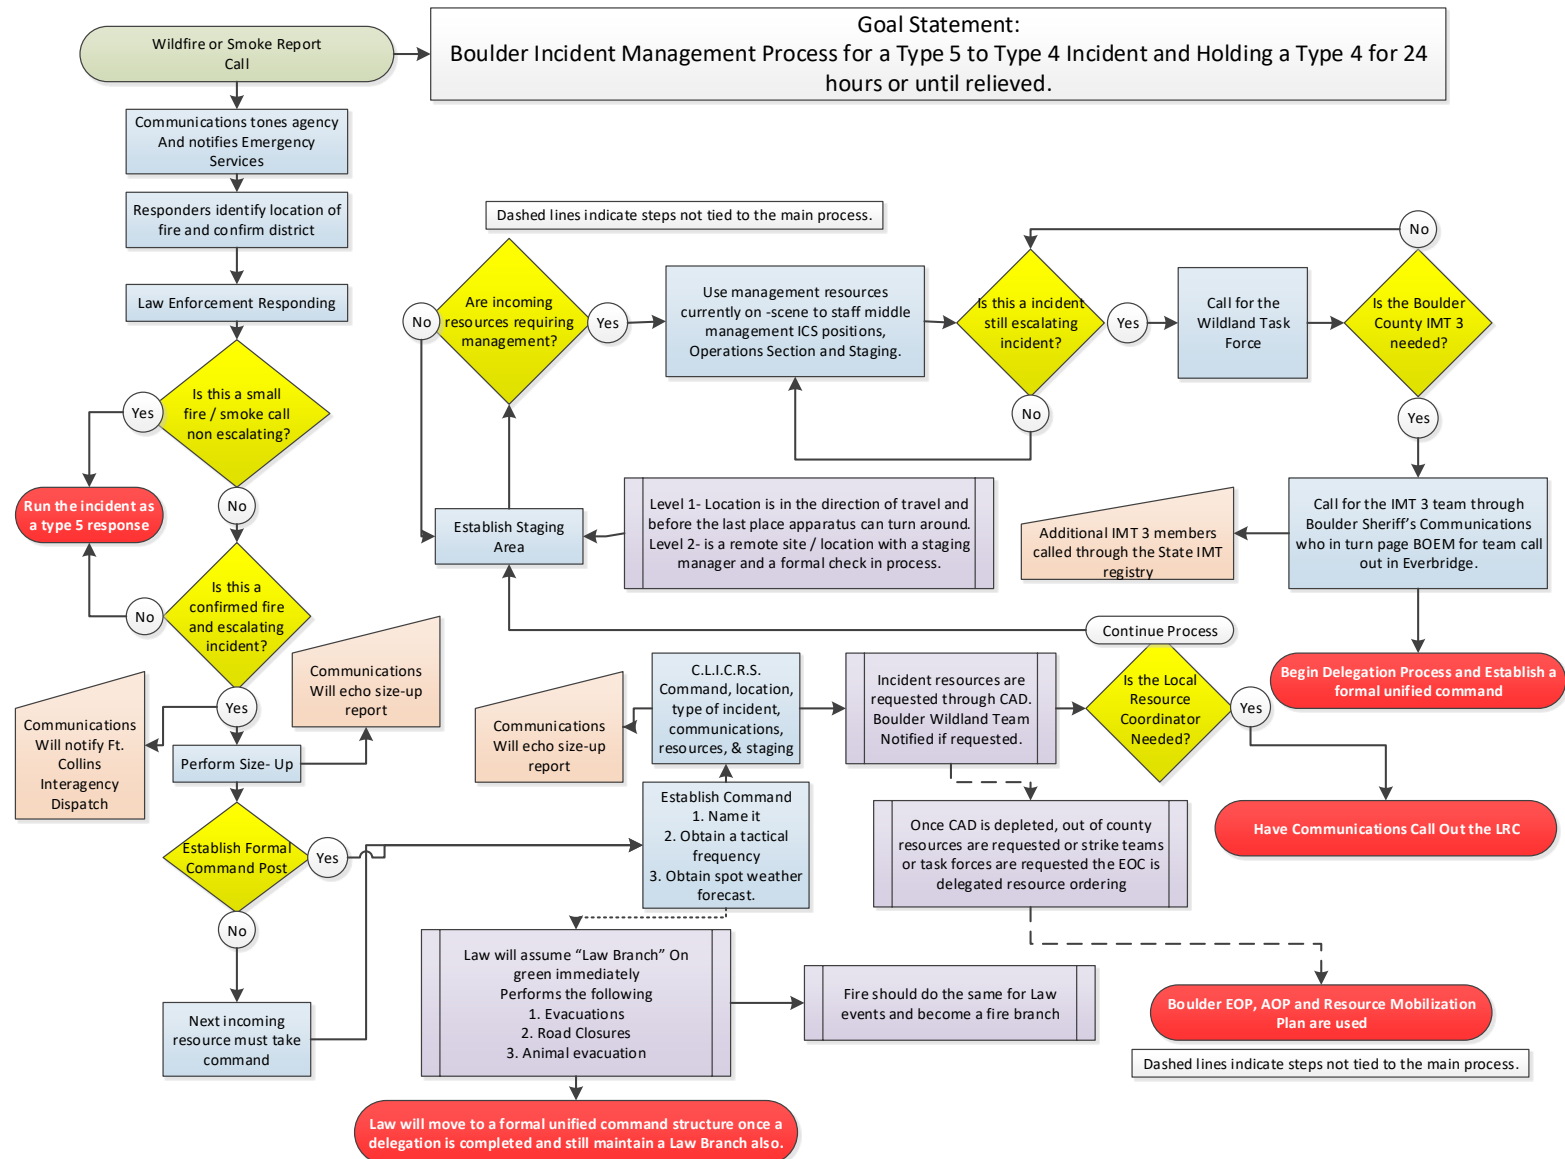 Wildfire or Smoke Report
Call
Goal Statement:
Boulder Incident Management Process for a Type 5 to Type 4 Incident and Holding a Type 4 for 24
hours or until relieved.
Communications tones agency
And notifies Emergency
Services
Responders identify location of
fire and confirm district
Law Enforcement Responding
Is this a small
fire / smoke call
non escalating?
Yes
No
Run the incident as
a type 5 response
Is this a
confirmed fire
and escalating
incident?
No
Yes
Communications
Will notify Ft.
Collins
Interagency
Dispatch
Perform Size- Up
Communications
Will echo size-up
report
Establish Formal
Command Post
Yes
No
Next incoming
resource must take
command
Dashed lines indicate steps not tied to the main process.
Are incoming
resources requiring
management?
No
Yes
Use management resources
currently on -scene to staff middle
management ICS positions,
Operations Section and Staging.
Is this a incident
still escalating
incident?
Yes
No
Call for the
Wildland Task
Force
Is the Boulder
County IMT 3
needed?
No
Yes
Establish Staging
Area
Level 1- Location is in the direction of travel and
before the last place apparatus can turn around.
Level 2- is a remote site / location with a staging
manager and a formal check in process.
Additional IMT 3 members
called through the State IMT
registry
Call for the IMT 3 team through
Boulder Sheriff’s Communications
who in turn page BOEM for team call
out in Everbridge.
Begin Delegation Process and Establish a
formal unified command
Continue Process
Communications
Will echo size-up
report
C.L.I.C.R.S.
Command, location,
type of incident,
communications,
resources, & staging
Incident resources are
requested through CAD.
Boulder Wildland Team
Notified if requested.
Is the Local
Resource
Coordinator
Needed?
Yes
Have Communications Call Out the LRC
Establish Command
1. Name it
2. Obtain a tactical
frequency
3. Obtain spot weather
forecast.
Once CAD is depleted, out of county
resources are requested or strike teams
or task forces are requested the EOC is
delegated resource ordering
Law will assume “Law Branch” On
green immediately
Performs the following
1. Evacuations
2. Road Closures
3. Animal evacuation
Fire should do the same for Law
events and become a fire branch
Boulder EOP, AOP and Resource Mobilization
Plan are used
Dashed lines indicate steps not tied to the main process.
Law will move to a formal unified command structure once a
delegation is completed and still maintain a Law Branch also.